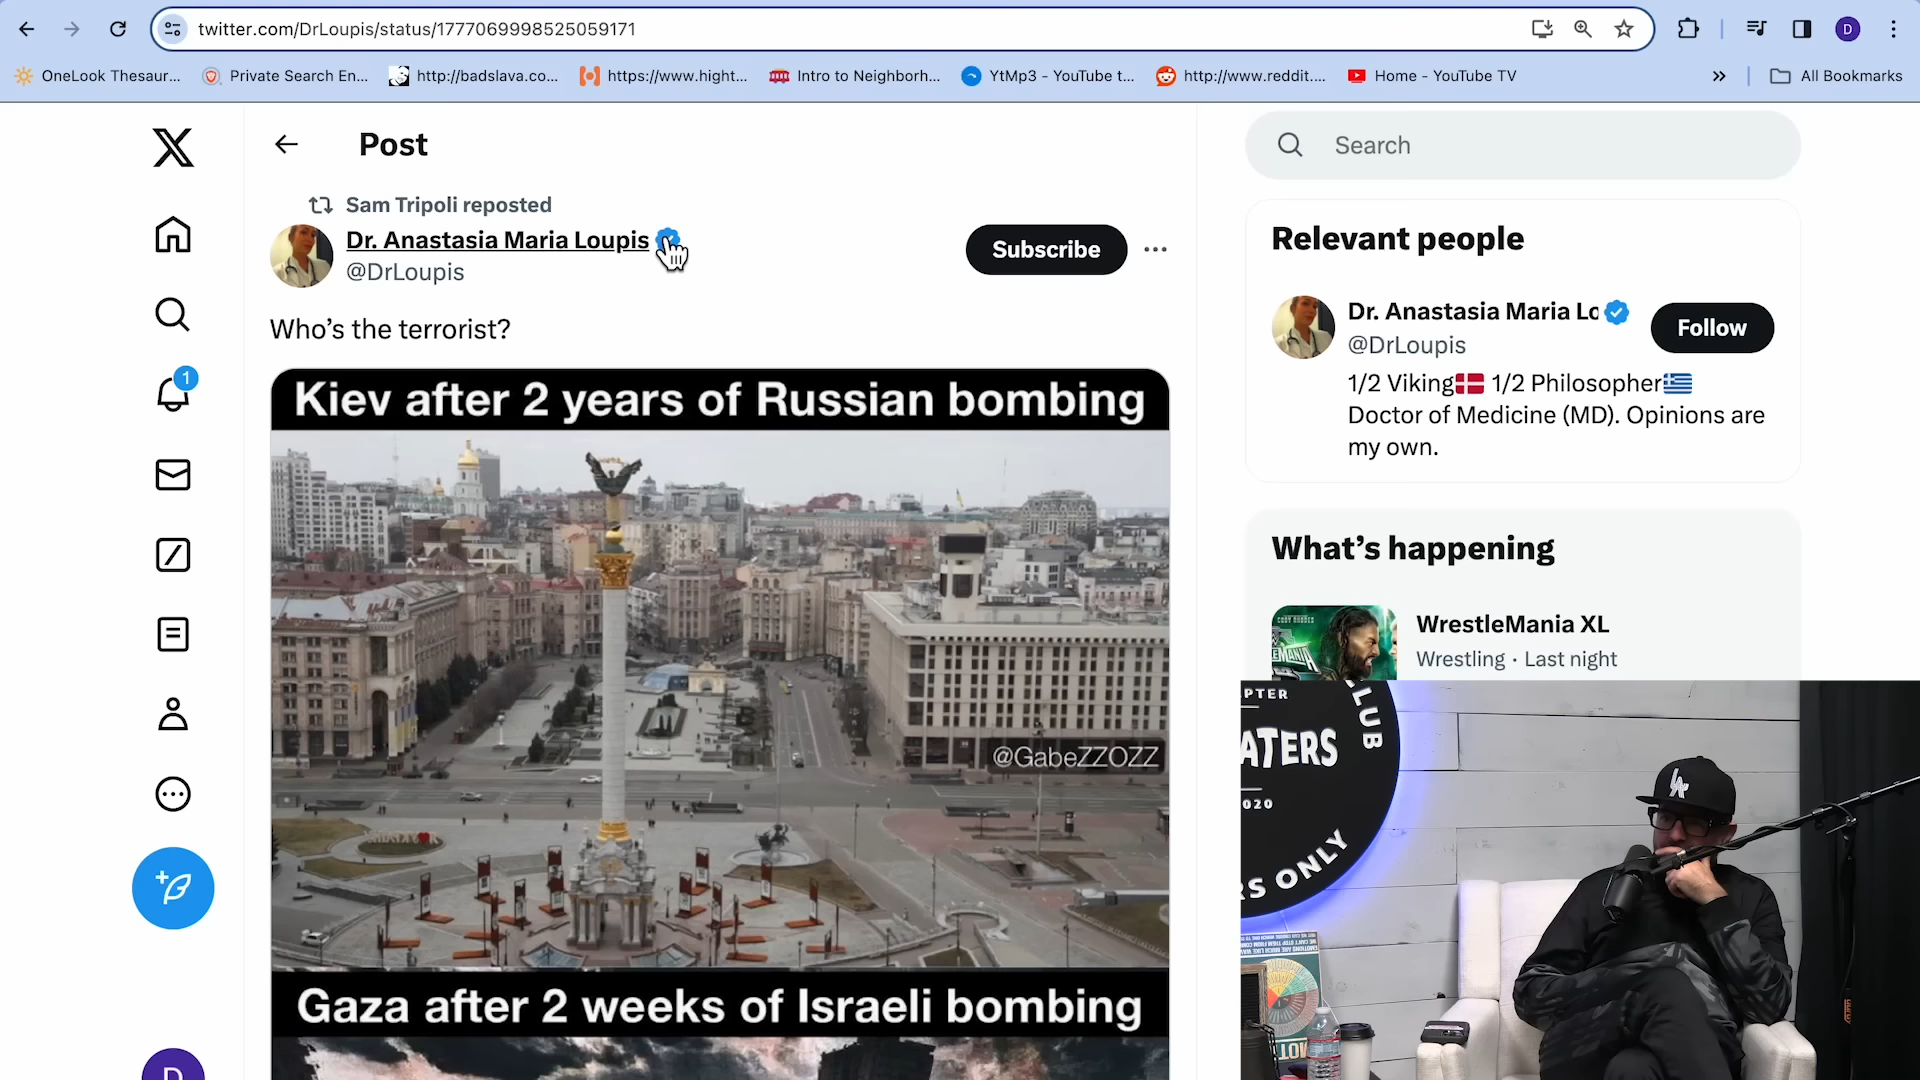 twitter.com/DrLoupis/status/1777069998525059171
D
OneLook Thesaur...
Private Search En...
http://badslava.co...
https://www.hight...
Intro to Neighborh...
YtMp3 - YouTube t...
http://www.reddit....
Home - YouTube TV
All Bookmarks
Post
Search
Sam Tripoli reposted
Dr. Anastasia Maria Loupis
@DrLoupis
Subscribe
Who's the terrorist?
Kiev after 2 years of Russian bombing
@GabeZZOZZ
Gaza after 2 weeks of Israeli bombing
1
D
Relevant people
Dr. Anastasia Maria Lo
@DrLoupis
Follow
1/2 Viking🇩🇰 1/2 Philosopher🇬🇷
Doctor of Medicine (MD). Opinions are
my own.
What's happening
WrestleMania XL
Wrestling · Last night
PTER
LUB
ATERS
020
RS ONLY
LA